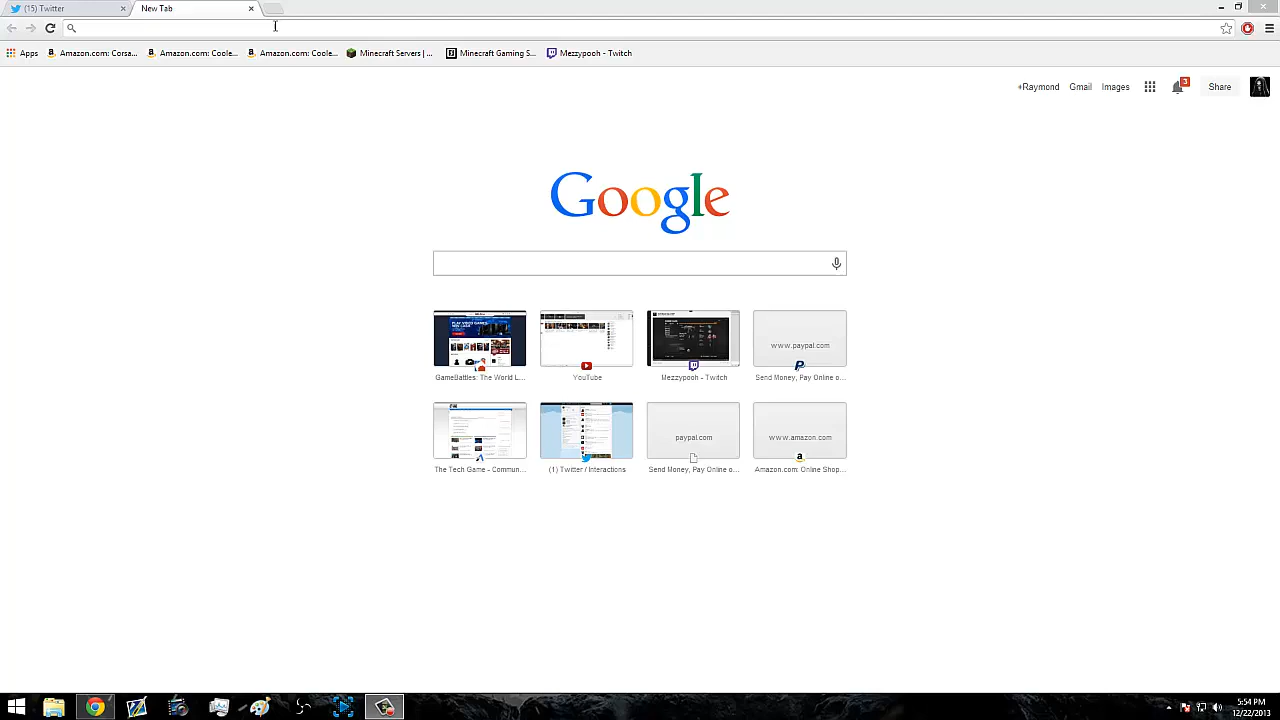 (15) Twitter
New Tab
Apps
Amazon.com: Corsa...
Amazon.com: Coole...
Amazon.com: Coole...
Minecraft Servers | ...
Minecraft Gaming S...
Mezzypooh - Twitch
+Raymond
Gmail
Images
3
Share
Google
www.paypal.com
GameBattles: The World L...
YouTube
Mezzypooh - Twitch
Send Money, Pay Online o...
paypal.com
www.amazon.com
The Tech Game - Commun...
(1) Twitter / Interactions
Send Money, Pay Online o...
Amazon.com: Online Shop...
5:54 PM
12/22/2013